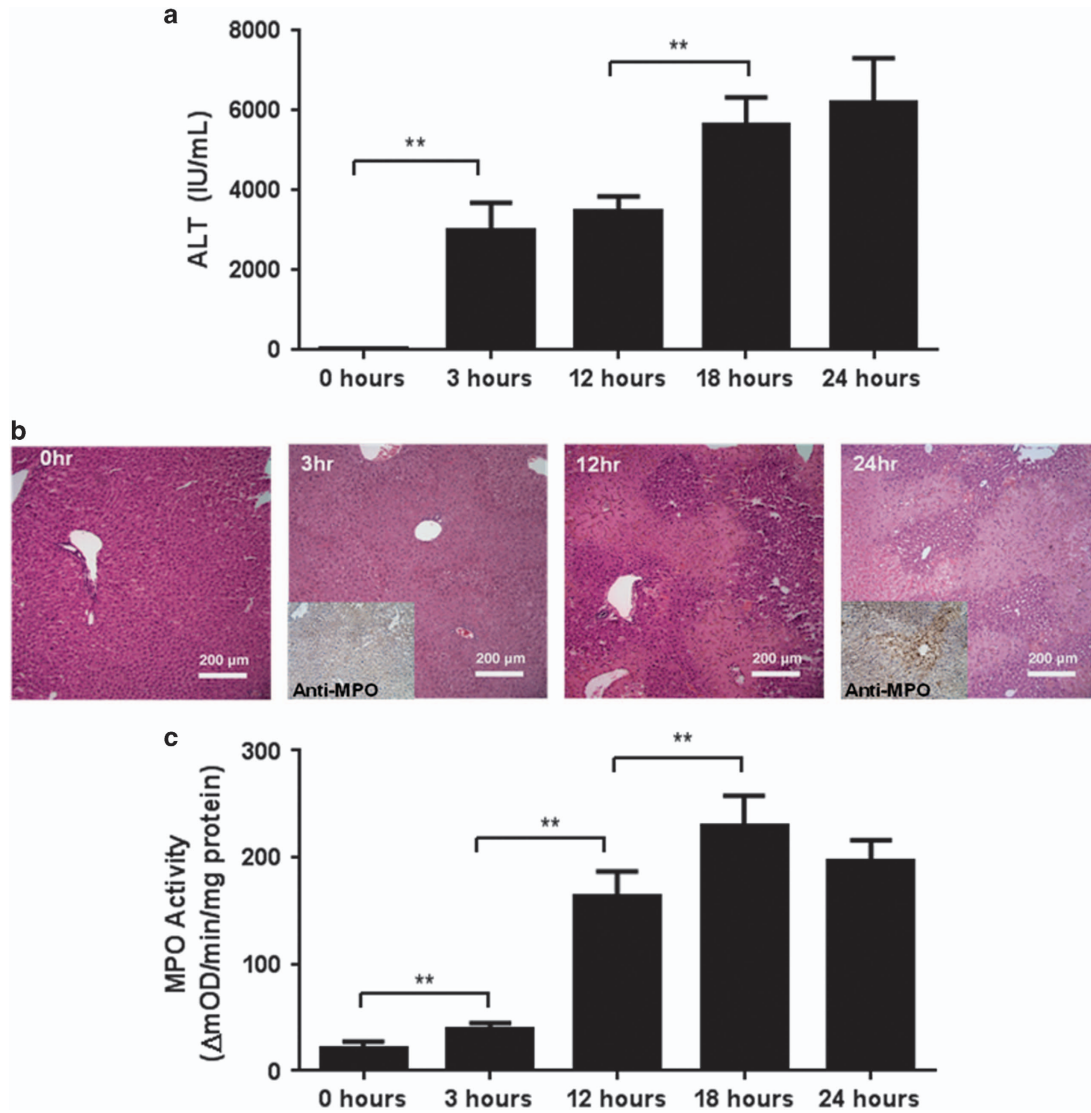 a
8000
6000
4000
2000
0
ALT (IU/mL)
**
**
0 hours 3 hours 12 hours 18 hours 24 hours
b
0hr 3hr 12hr 24hr
200 µm 200 µm 200 µm 200 µm
Anti-MPO Anti-MPO
c
300
200
100
0
MPO Activity
(ΔmOD/min/mg protein)
**
**
**
0 hours 3 hours 12 hours 18 hours 24 hours